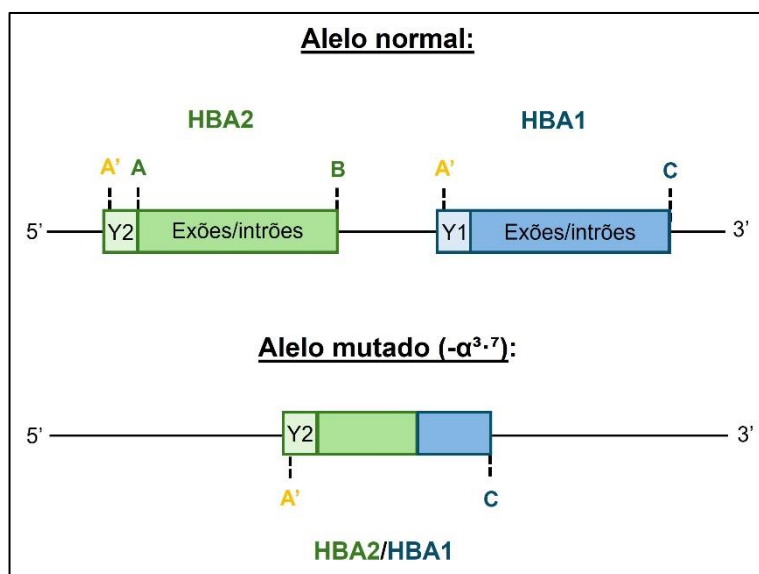 Alelo normal:
HBA2 HBA1
A' A B A' C
5' Y2 Exões/intrões Y1 Exões/intrões 3'
Alelo mutado (-α³·⁷):
5' Y2 3'
A' C
HBA2/HBA1